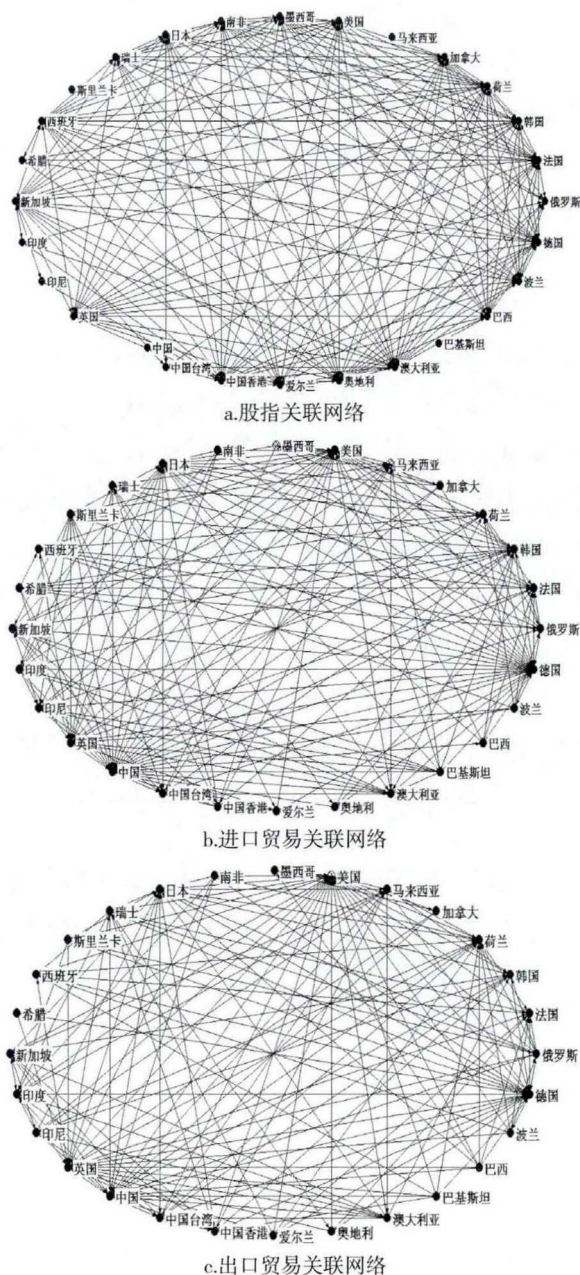 墨西哥
南非
美国
日本
马来西亚
瑞士
加拿大
斯里兰卡
荷兰
西班牙
韩国
希腊
法国
新加坡
俄罗斯
印度
德国
印尼
波兰
英国
巴西
中国
巴基斯坦
中国台湾
澳大利亚
中国香港
爱尔兰
奥地利
a.股指关联网络
墨西哥
南非
美国
日本
马来西亚
瑞士
加拿大
斯里兰卡
荷兰
西班牙
韩国
希腊
法国
新加坡
俄罗斯
印度
德国
印尼
波兰
英国
巴西
中国
巴基斯坦
中国台湾
澳大利亚
中国香港
爱尔兰
奥地利
b.进口贸易关联网络
墨西哥
南非
美国
日本
马来西亚
瑞士
加拿大
斯里兰卡
荷兰
西班牙
韩国
希腊
法国
新加坡
俄罗斯
印度
德国
印尼
波兰
英国
巴西
中国
巴基斯坦
中国台湾
澳大利亚
中国香港
爱尔兰
奥地利
c.出口贸易关联网络